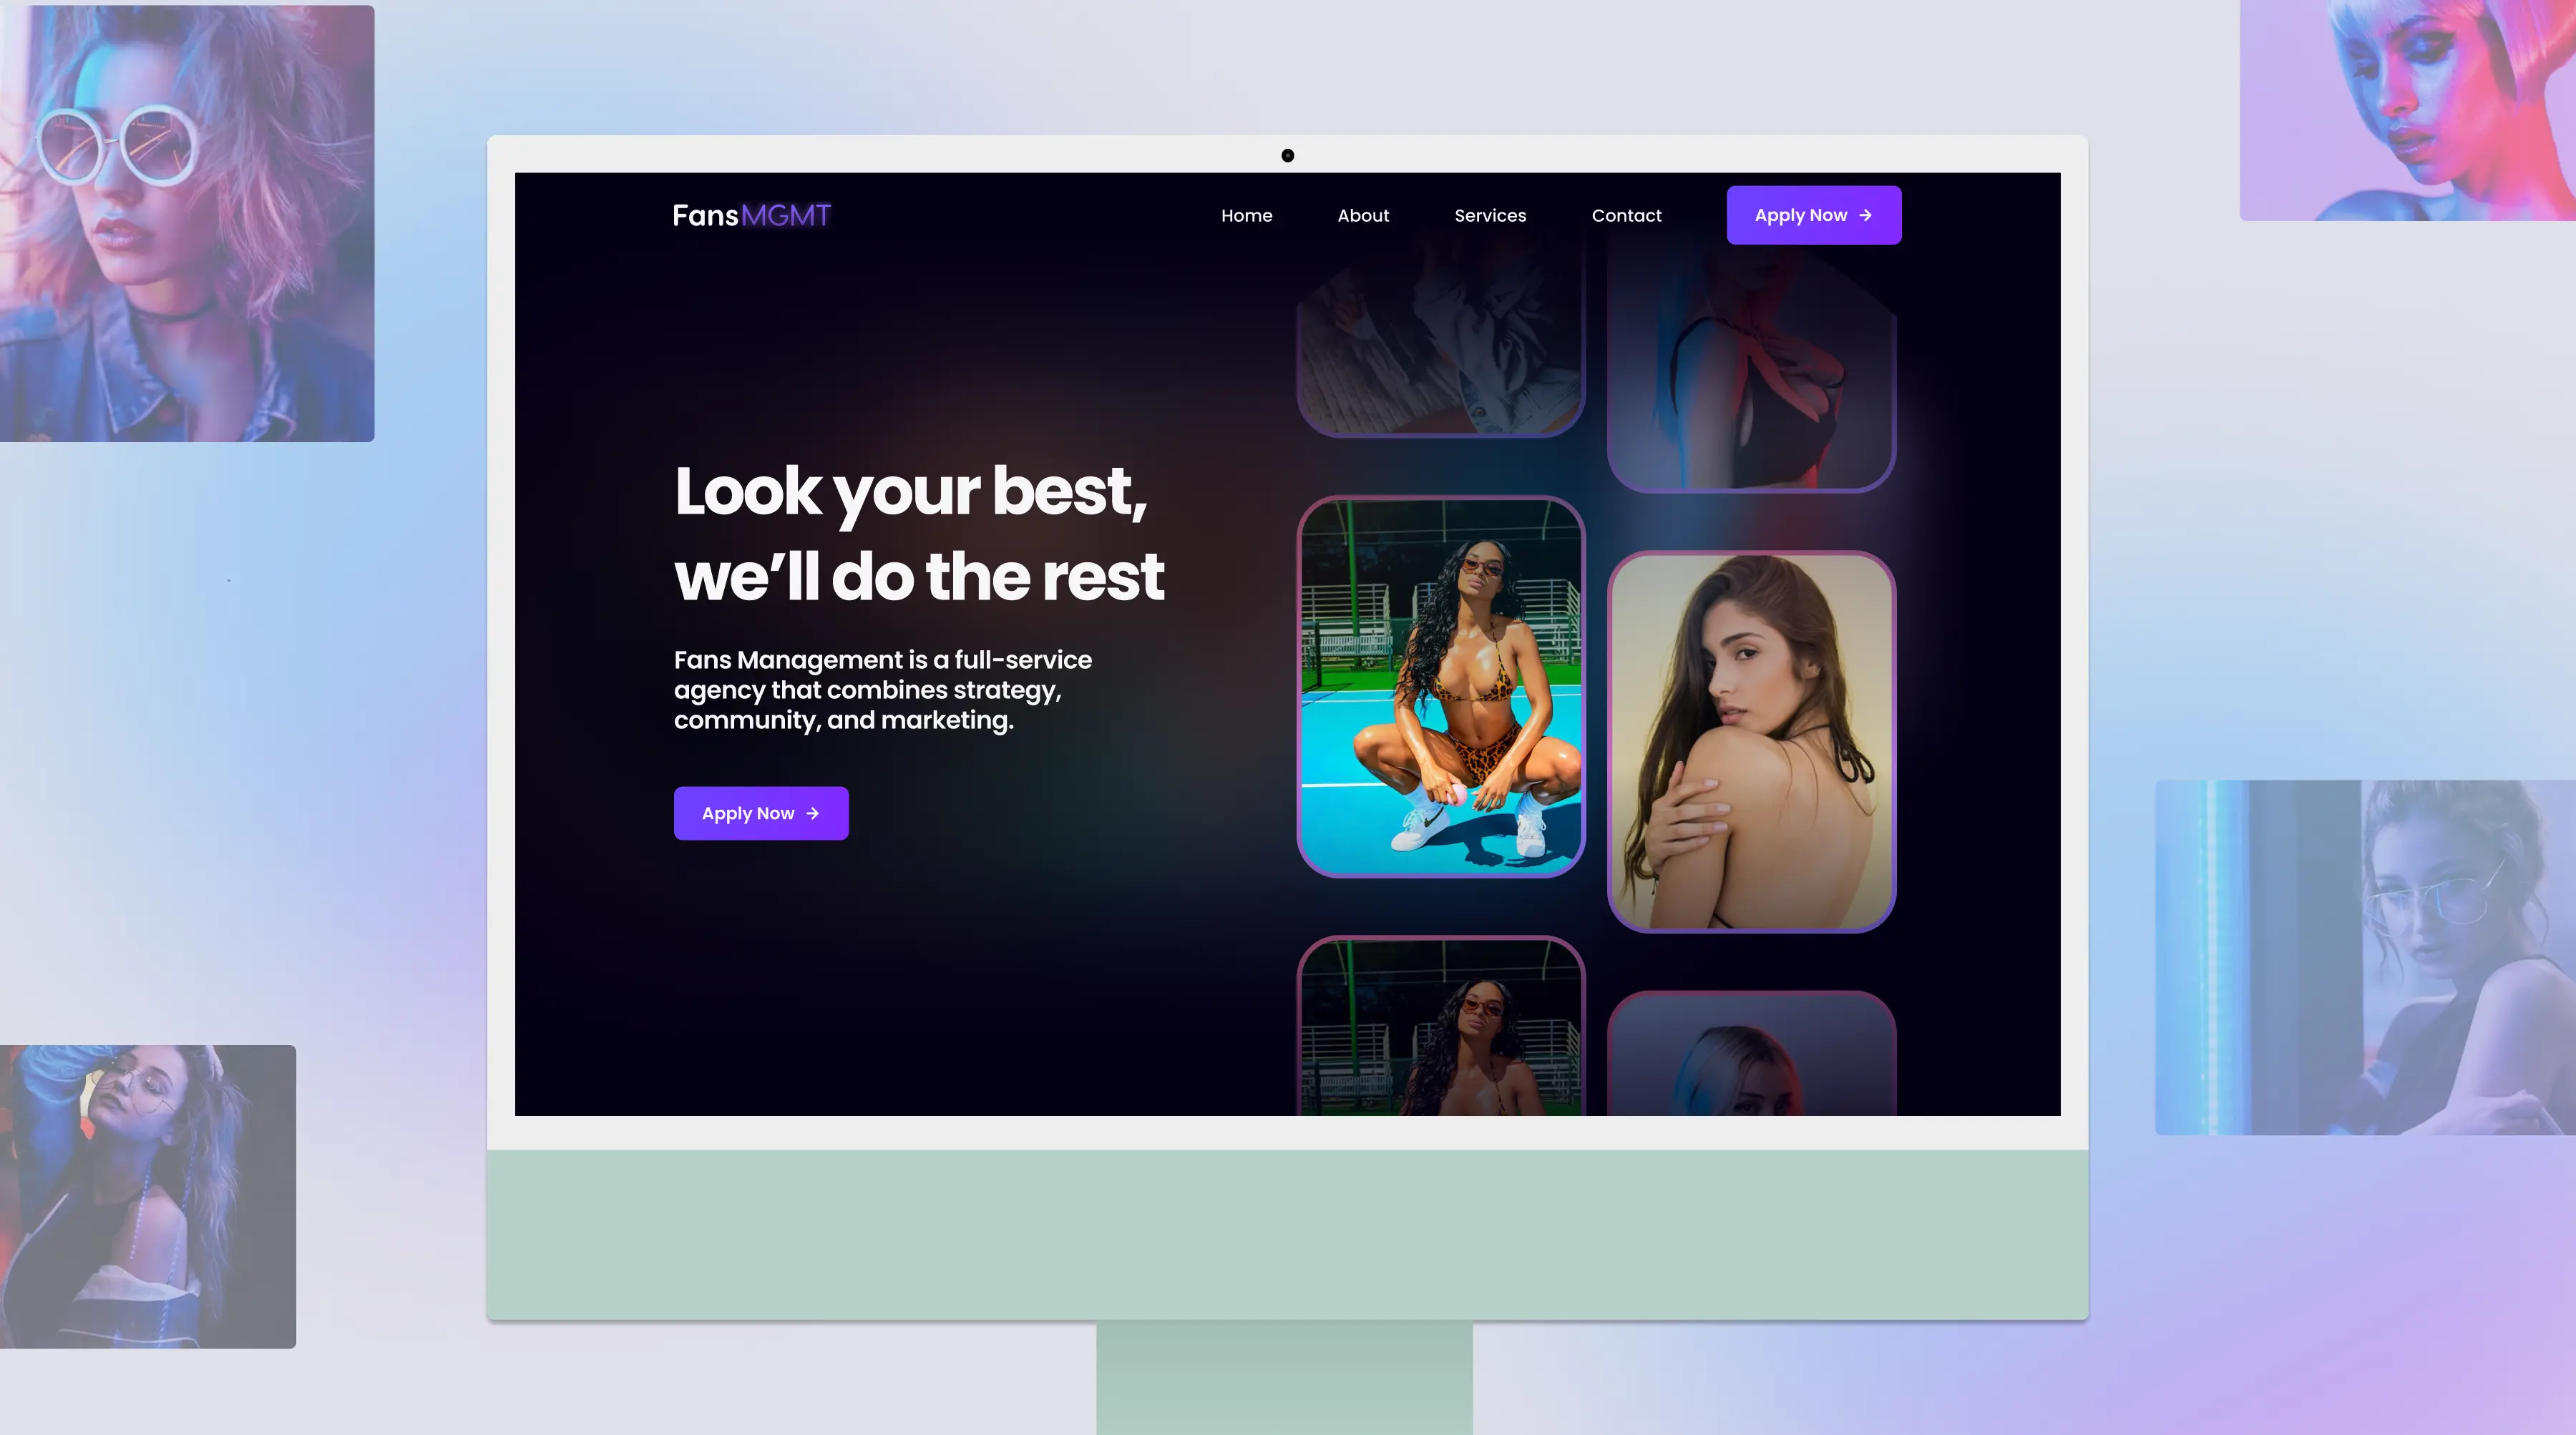 FansMGMT
Home About Services Contact Apply Now →
Look your best,
we’ll do the rest
Fans Management is a full-service
agency that combines strategy,
community, and marketing.
Apply Now →